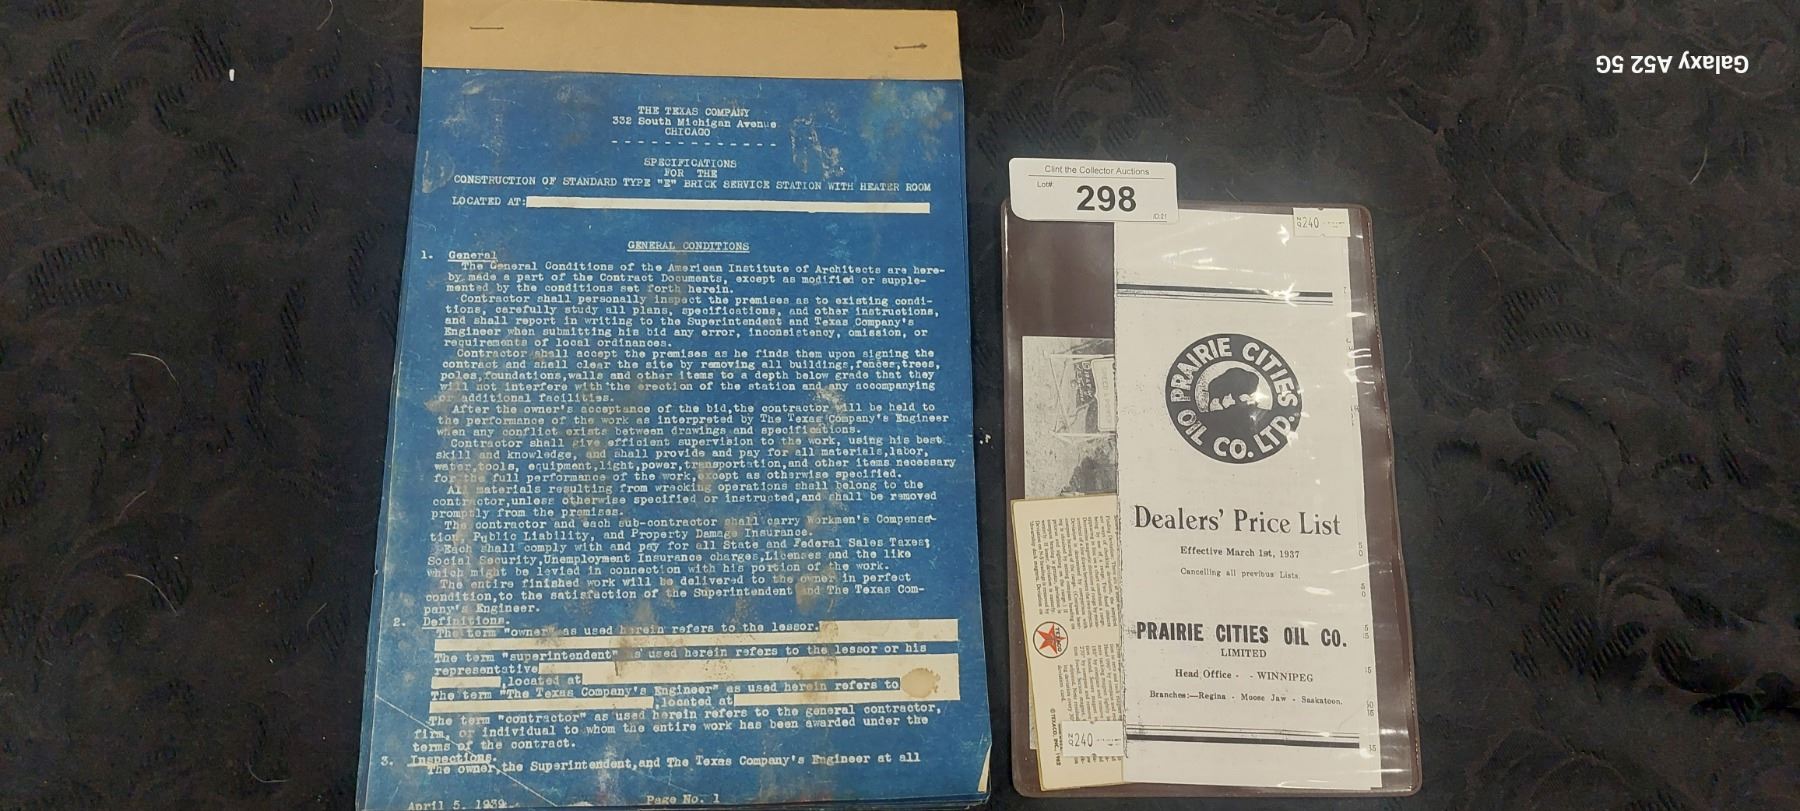 THE TEXAS COMPANY
332 South Michigan Avenue
CHICAGO
- - - - - - - - - - - - -
SPECIFICATIONS
FOR THE
CONSTRUCTION OF STANDARD TYPE "E" BRICK SERVICE STATION WITH HEATER ROOM
LOCATED AT:
GENERAL CONDITIONS
1. General
The General Conditions of the American Institute of Architects are here-
by made a part of the Contract Documents, except as modified or supple-
mented by the conditions set forth herein.
Contractor shall personally inspect the premises as to existing condi-
tions, carefully study all plans, specifications, and other instructions,
and shall report in writing to the Superintendent and Texas Company's
Engineer when submitting his bid any error, inconsistency, omission, or
requirements of local ordinances.
Contractor shall accept the premises as he finds them upon signing the
contract and shall clear the site by removing all buildings,fences,trees,
poles,foundations,walls and other items to a depth below grade that they
will not interfere with the erection of the station and any accompanying
or additional facilities.
After the owner's acceptance of the bid,the contractor will be held to
the performance of the work as interpreted by The Texas Company's Engineer
when any conflict exists between drawings and specifications.
Contractor shall give efficient supervision to the work, using his best
skill and knowledge, and shall provide and pay for all materials,labor,
water,tools, equipment,light,power,transportation,and other items necessary
for the full performance of the work,except as otherwise specified.
All materials resulting from wrecking operations shall belong to the
contractor,unless otherwise specified or instructed,and shall be removed
promptly from the premises.
The contractor and each sub-contractor shall carry Workmen's Compensa-
tion, Public Liability, and Property Damage Insurance.
Each shall comply with and pay for all State and Federal Sales Taxes,
Social Security,Unemployment Insurance charges,Licenses and the like
which might be levied in connection with his portion of the work.
The entire finished work will be delivered to the owner in perfect
condition,to the satisfaction of the Superintendent and The Texas Com-
pany's Engineer.
2. Definitions.
The term "owner" as used herein refers to the lessor.
The term "superintendent" as used herein refers to the lessor or his
representative
,located at
The term "The Texas Company's Engineer" as used herein refers to
,located at
The term "contractor" as used herein refers to the general contractor,
firm, or individual to whom the entire work has been awarded under the
terms of the contract.
3. Inspections.
The owner,the Superintendent,and The Texas Company's Engineer at all
April 5, 1939. Page No. 1
Clint the Collector Auctions
Lot#:
298
ID:21
240
PRAIRIE CITIES
OIL CO. LTD.
Dealers' Price List
Effective March 1st, 1937
Cancelling all previous Lists.
PRAIRIE CITIES OIL CO.
LIMITED
Head Office - - WINNIPEG
Branches:—Regina - Moose Jaw - Saskatoon.
240
© TEXACO, INC.
Galaxy A52 5G